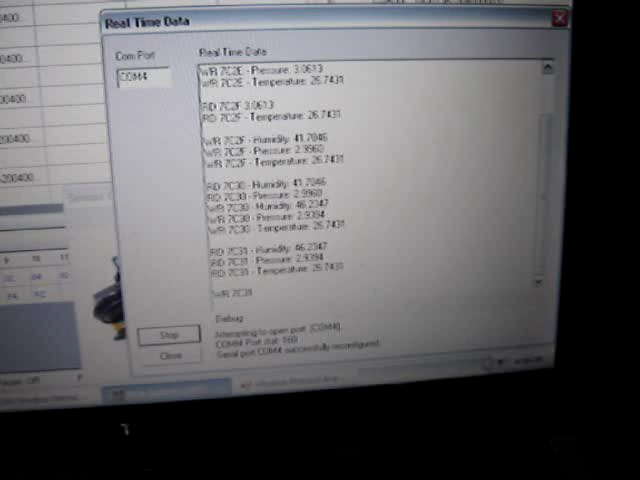 Real Time Data
Com Port
COM4
Real Time Data
WR 7C2E - Pressure: 3.0613
WR 7C2E - Temperature: 26.7431
RD 7C2F 3.0613
RD 7C2F - Temperature: 26.7431
WR 7C2F - Humidity: 41.7046
WR 7C2F - Pressure: 2.9960
WR 7C2F - Temperature: 26.7431
RD 7C30 - Humidity: 41.7046
RD 7C30 - Pressure: 2.9960
WR 7C30 - Humidity: 46.2347
WR 7C30 - Pressure: 2.9394
WR 7C30 - Temperature: 26.7431
RD 7C31 - Humidity: 46.2347
RD 7C31 - Pressure: 2.9394
RD 7C31 - Temperature: 26.7431
WR 7C31
Debug
Attempting to open port [COM4].
COMM Port stat: 160
Serial port COM4 successfully reconfigured.
Stop
Close
9 10 11